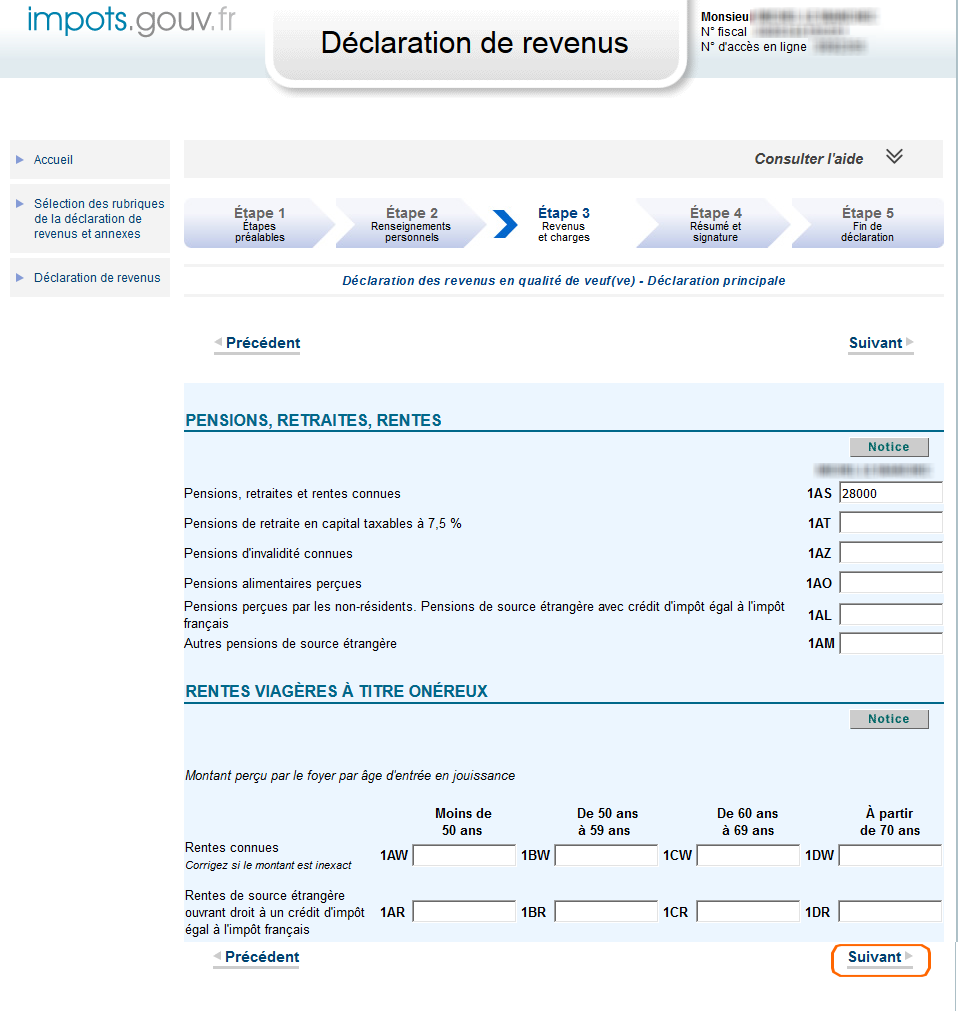 impots.gouv.fr
Déclaration de revenus
Monsieu
N° fiscal
N° d'accès en ligne
Accueil
Sélection des rubriques
de la déclaration de
revenus et annexes
Déclaration de revenus
Consulter l'aide
Étape 1
Étapes
préalables
Étape 2
Renseignements
personnels
Étape 3
Revenus
et charges
Étape 4
Résumé et
signature
Étape 5
Fin de
déclaration
Déclaration des revenus en qualité de veuf(ve) - Déclaration principale
Précédent Suivant
PENSIONS, RETRAITES, RENTES
Notice
Pensions, retraites et rentes connues 1AS 28000
Pensions de retraite en capital taxables à 7,5 % 1AT
Pensions d'invalidité connues 1AZ
Pensions alimentaires perçues 1AO
Pensions perçues par les non-résidents. Pensions de source étrangère avec crédit d'impôt égal à l'impôt
français 1AL
Autres pensions de source étrangère 1AM
RENTES VIAGÈRES À TITRE ONÉREUX
Notice
Montant perçu par le foyer par âge d'entrée en jouissance
Moins de
50 ans
De 50 ans
à 59 ans
De 60 ans
à 69 ans
À partir
de 70 ans
Rentes connues
Corrigez si le montant est inexact
1AW 1BW 1CW 1DW
Rentes de source étrangère
ouvrant droit à un crédit d'impôt
égal à l'impôt français
1AR 1BR 1CR 1DR
Précédent Suivant